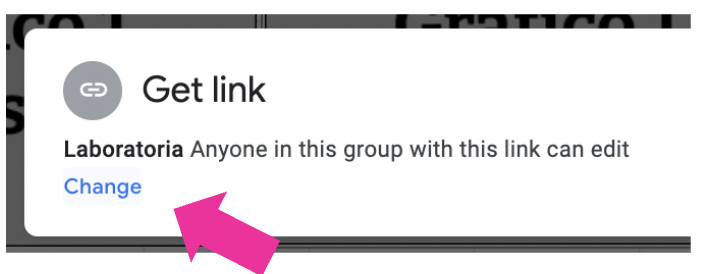 Get link
Laboratoria Anyone in this group with this link can edit
Change